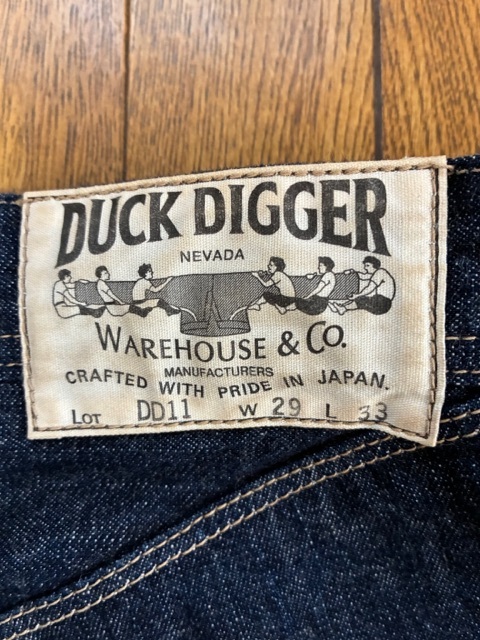 DUCK DIGGER
NEVADA
WAREHOUSE & CO.
MANUFACTURERS
CRAFTED WITH PRIDE IN JAPAN.
LOT DD11 W 29 L 33